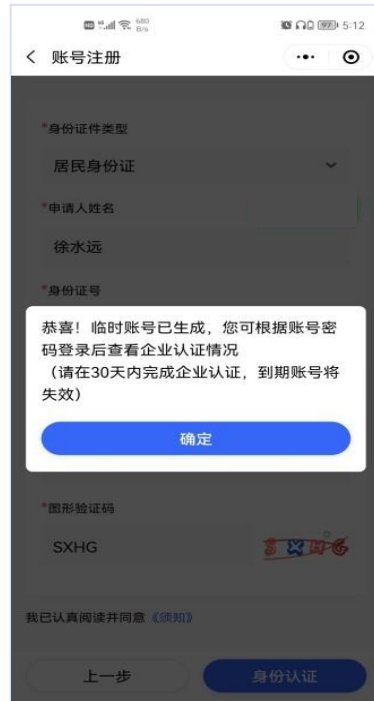 HD 5G 680 B/s 97 5:12
账号注册
*身份证件类型
居民身份证
*申请人姓名
徐水远
*身份证号
恭喜！临时账号已生成，您可根据账号密
码登录后查看企业认证情况
（请在30天内完成企业认证，到期账号将
失效）
确定
*图形验证码
SXHG SXHG
我已认真阅读并同意《须知》
上一步 身份认证